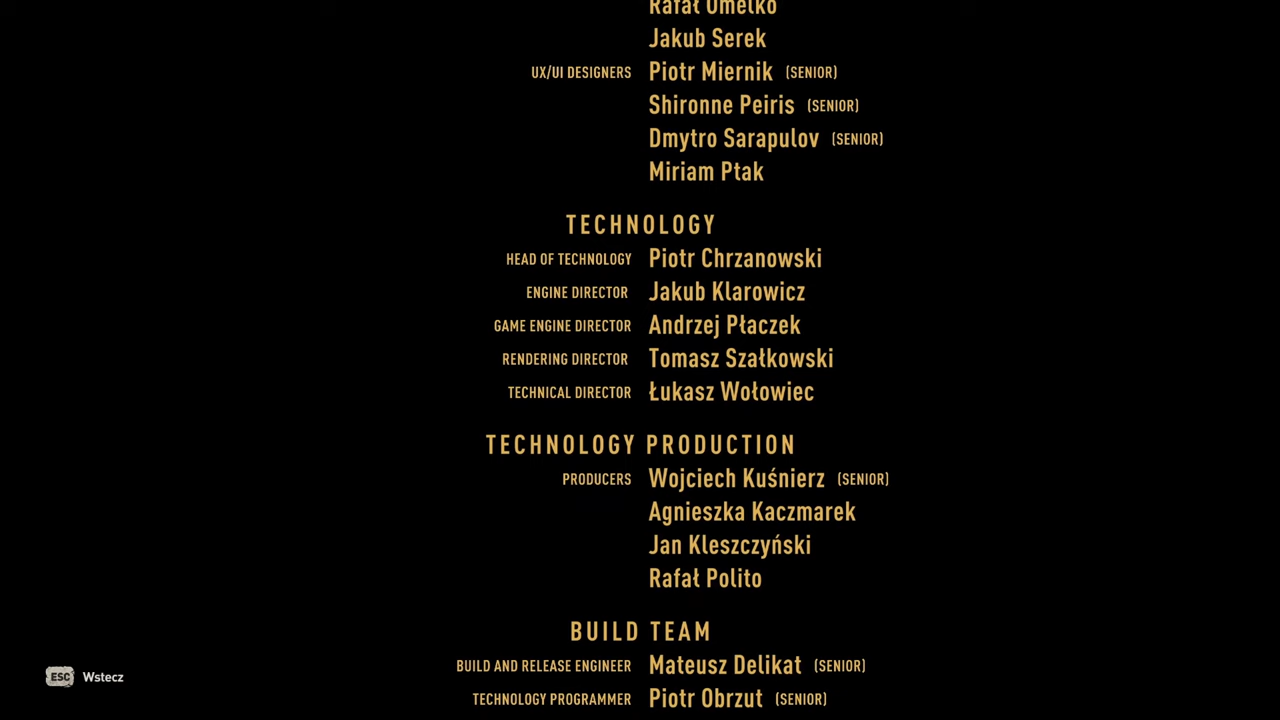 Rafał Omelko
Jakub Serek
UX/UI DESIGNERS Piotr Miernik (SENIOR)
Shironne Peiris (SENIOR)
Dmytro Sarapulov (SENIOR)
Miriam Ptak
TECHNOLOGY
HEAD OF TECHNOLOGY Piotr Chrzanowski
ENGINE DIRECTOR Jakub Klarowicz
GAME ENGINE DIRECTOR Andrzej Płaczek
RENDERING DIRECTOR Tomasz Szałkowski
TECHNICAL DIRECTOR Łukasz Wołowiec
TECHNOLOGY PRODUCTION
PRODUCERS Wojciech Kuśnierz (SENIOR)
Agnieszka Kaczmarek
Jan Kleszczyński
Rafał Polito
BUILD TEAM
BUILD AND RELEASE ENGINEER Mateusz Delikat (SENIOR)
ESC Wstecz
TECHNOLOGY PROGRAMMER Piotr Obrzut (SENIOR)